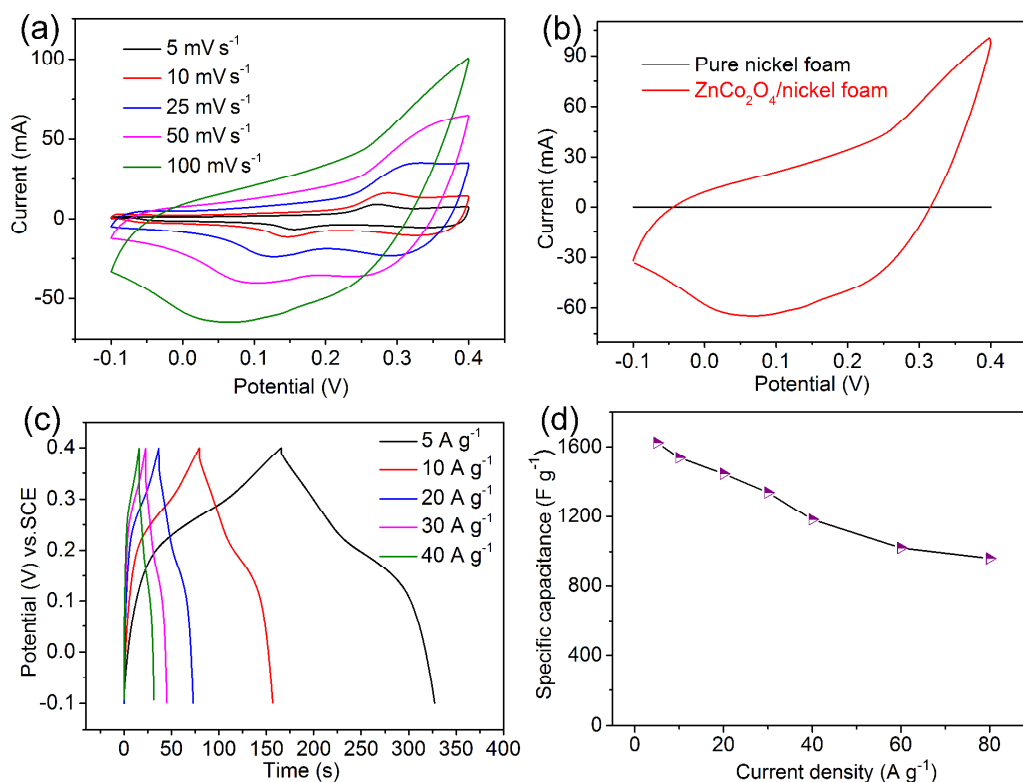 (a)
5 mV s⁻¹
10 mV s⁻¹
25 mV s⁻¹
50 mV s⁻¹
100 mV s⁻¹
100
50
0
-50
Current (mA)
-0.1 0.0 0.1 0.2 0.3 0.4
Potential (V)
(b)
Pure nickel foam
ZnCo₂O₄/nickel foam
90
60
30
0
-30
-60
Current (mA)
-0.1 0.0 0.1 0.2 0.3 0.4
Potential (V)
(c)
5 A g⁻¹
10 A g⁻¹
20 A g⁻¹
30 A g⁻¹
40 A g⁻¹
0.4
0.3
0.2
0.1
0.0
-0.1
Potential (V) vs.SCE
0 50 100 150 200 250 300 350 400
Time (s)
(d)
1600
1200
800
400
0
Specific capacitance (F g⁻¹)
0 20 40 60 80
Current density (A g⁻¹)